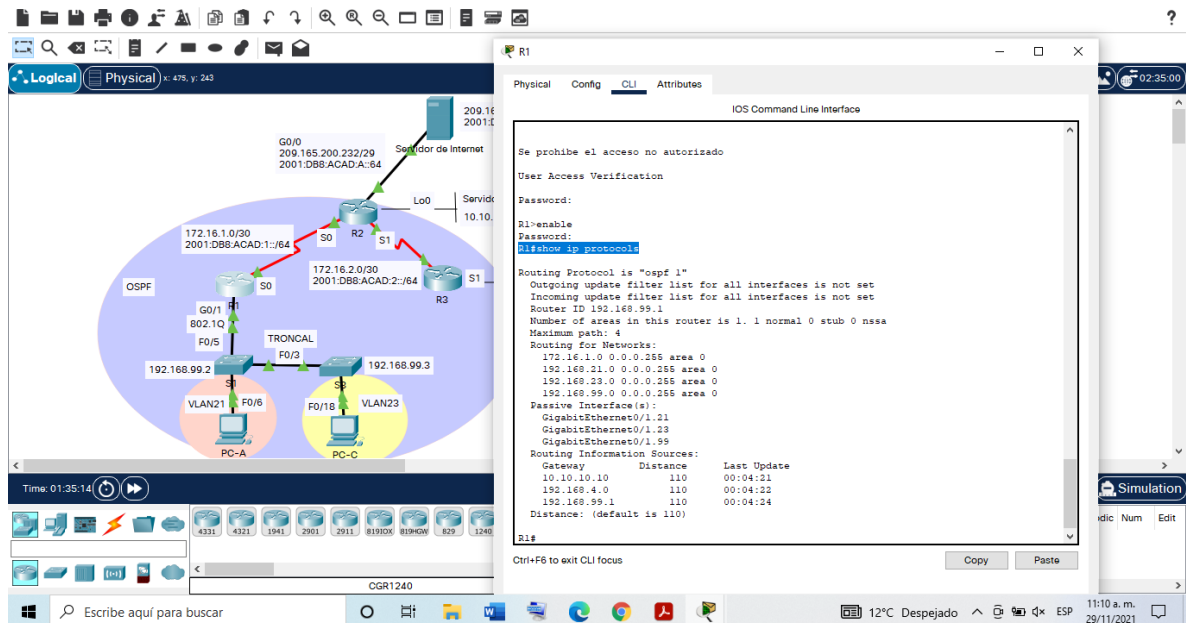 ?
Logical
Physical
x: 475, y: 243
02:35:00
209.16
2001:D
Servidor de Internet
G0/0
209.165.200.232/29
2001:DB8:ACAD:A::64
Lo0
Servido
10.10.
R2
S0
S1
172.16.1.0/30
2001:DB8:ACAD:1::/64
172.16.2.0/30
2001:DB8:ACAD:2::/64
S1
R3
OSPF
S0
R1
G0/1
802.1Q
F0/5
TRONCAL
F0/3
192.168.99.2
192.168.99.3
S1
S3
VLAN21
F0/6
F0/18
VLAN23
PC-A
PC-C
R1
Physical Config CLI Attributes
IOS Command Line Interface
Se prohibe el acceso no autorizado
User Access Verification
Password:
R1>enable
Password:
R1#show ip protocols
Routing Protocol is "ospf 1"
Outgoing update filter list for all interfaces is not set
Incoming update filter list for all interfaces is not set
Router ID 192.168.99.1
Number of areas in this router is 1. 1 normal 0 stub 0 nssa
Maximum path: 4
Routing for Networks:
172.16.1.0 0.0.0.255 area 0
192.168.21.0 0.0.0.255 area 0
192.168.23.0 0.0.0.255 area 0
192.168.99.0 0.0.0.255 area 0
Passive Interface(s):
GigabitEthernet0/1.21
GigabitEthernet0/1.23
GigabitEthernet0/1.99
Routing Information Sources:
Gateway Distance Last Update
10.10.10.10 110 00:04:21
192.168.4.0 110 00:04:22
192.168.99.1 110 00:04:24
Distance: (default is 110)
R1#
Ctrl+F6 to exit CLI focus
Copy
Paste
Time: 01:35:14
Simulation
4331 4321 1941 2901 2911 819IOX 819HGW 829 1240
CGR1240
odic Num Edit
Escribe aquí para buscar
12°C Despejado
ESP
11:10 a. m.
29/11/2021